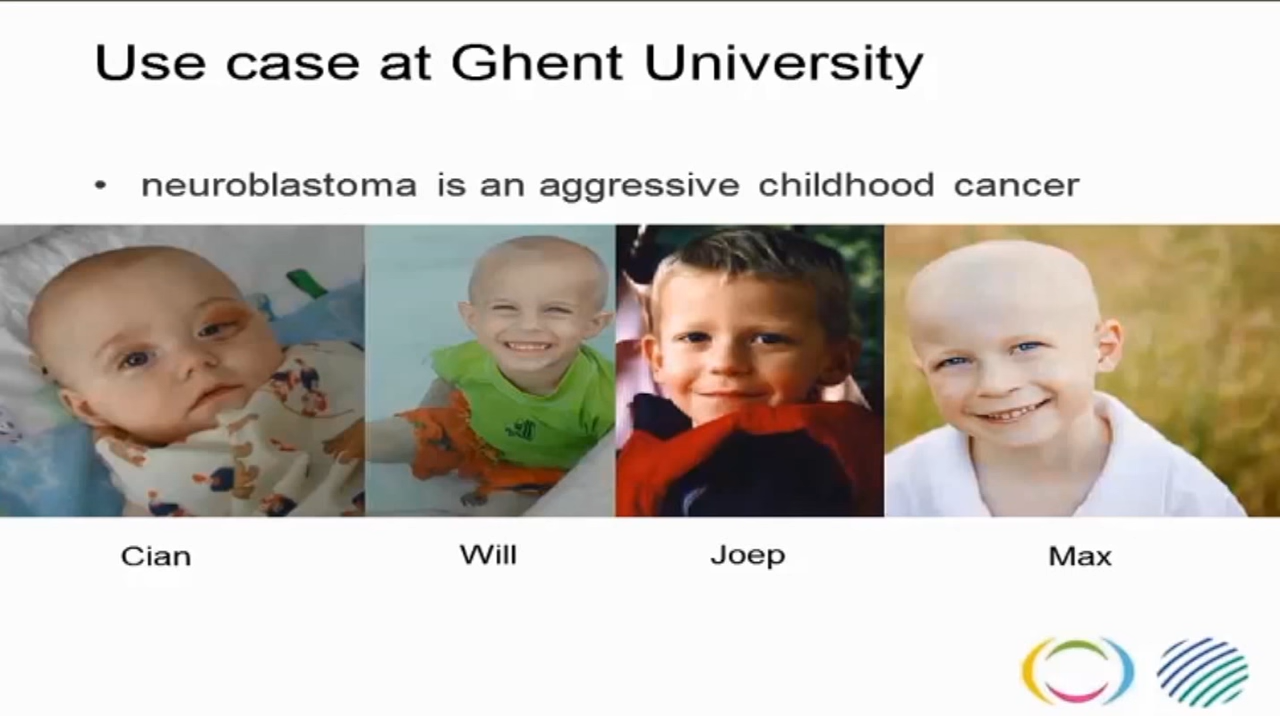 Use case at Ghent University
• neuroblastoma is an aggressive childhood cancer
Cian Will Joep Max